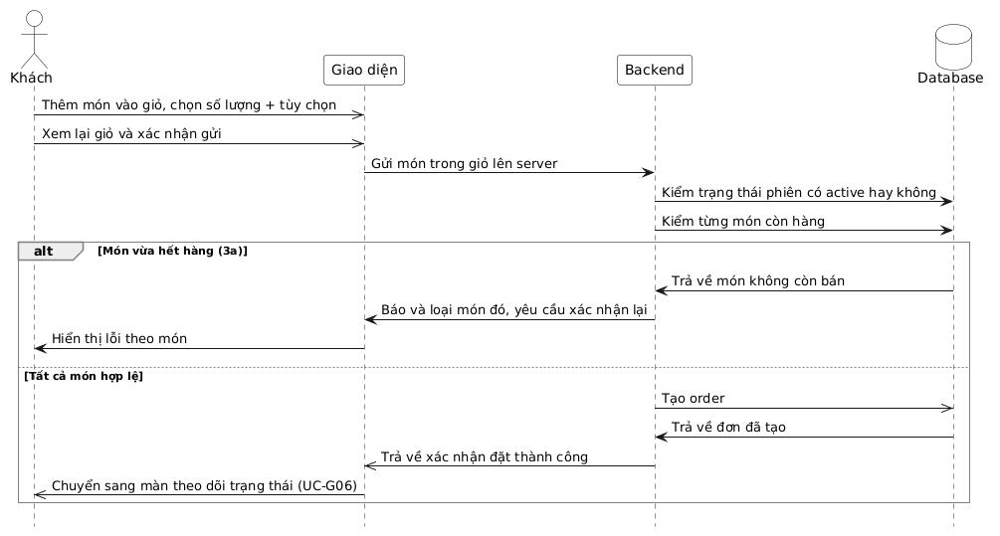 Khách
Giao diện
Backend
Database
Thêm món vào giỏ, chọn số lượng + tùy chọn
Xem lại giỏ và xác nhận gửi
Gửi món trong giỏ lên server
Kiểm trạng thái phiên có active hay không
Kiểm từng món còn hàng
alt [Món vừa hết hàng (3a)]
Trả về món không còn bán
Báo và loại món đó, yêu cầu xác nhận lại
Hiển thị lỗi theo món
[Tất cả món hợp lệ]
Tạo order
Trả về đơn đã tạo
Trả về xác nhận đặt thành công
Chuyển sang màn theo dõi trạng thái (UC-G06)